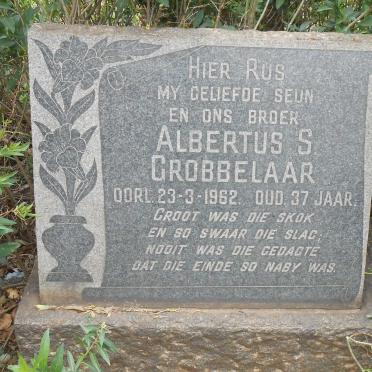 HIER RUS
MY GELIEFDE SEUN
EN ONS BROER
ALBERTUS S
GROBBELAAR
OORL. 23-3-1962. OUD. 37 JAAR.
GROOT WAS DIE SKOK
EN SO SWAAR DIE SLAG;
NOOIT WAS DIE GEDAGTE
DAT DIE EINDE SO NABY WAS.